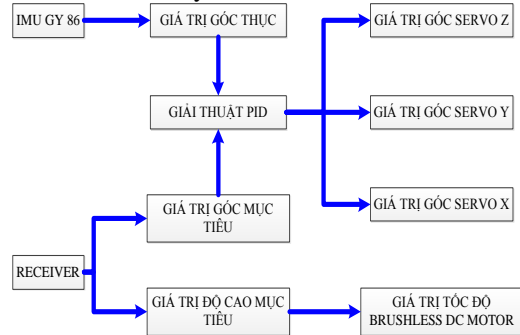 IMU GY 86
GIÁ TRỊ GÓC THỰC
GIÁ TRỊ GÓC SERVO Z
GIẢI THUẬT PID
GIÁ TRỊ GÓC SERVO Y
GIÁ TRỊ GÓC MỤC
TIÊU
GIÁ TRỊ GÓC SERVO X
RECEIVER
GIÁ TRỊ ĐỘ CAO MỤC
TIÊU
GIÁ TRỊ TỐC ĐỘ
BRUSHLESS DC MOTOR